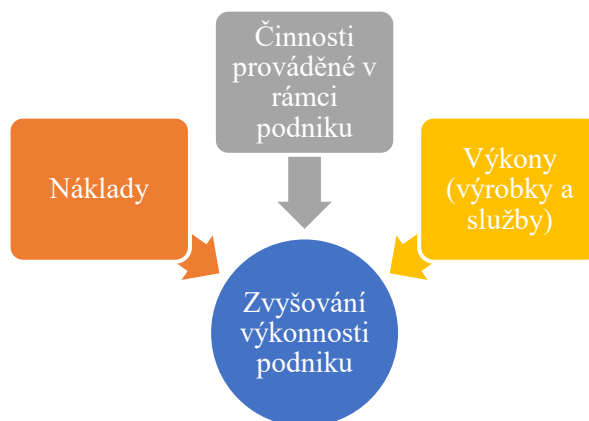 Činnosti
prováděné v
rámci
podniku
Náklady
Výkony
(výrobky a
služby)
Zvyšování
výkonnosti
podniku